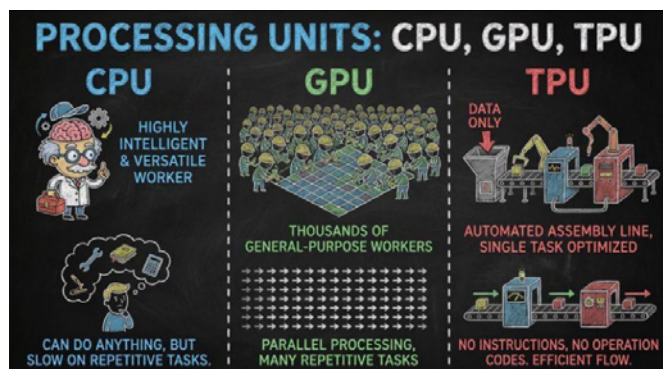 PROCESSING UNITS: CPU, GPU, TPU
CPU
HIGHLY
INTELLIGENT
& VERSATILE
WORKER
CAN DO ANYTHING, BUT
SLOW ON REPETITIVE TASKS.
GPU
THOUSANDS OF
GENERAL-PURPOSE WORKERS
PARALLEL PROCESSING,
MANY REPETITIVE TASKS
TPU
DATA
ONLY
AUTOMATED ASSEMBLY LINE,
SINGLE TASK OPTIMIZED
NO INSTRUCTIONS, NO OPERATION
CODES. EFFICIENT FLOW.